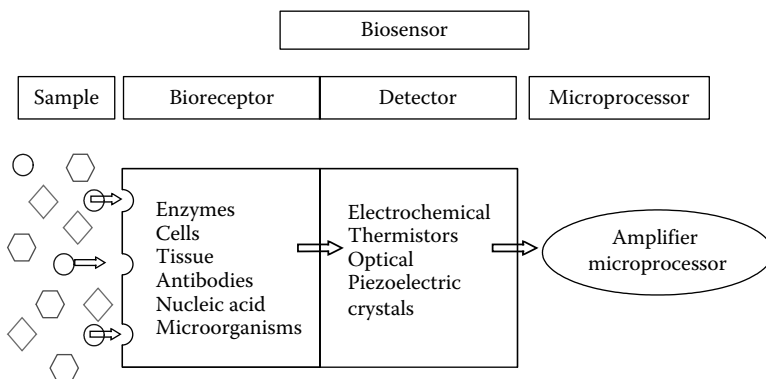 Biosensor
Sample
Bioreceptor
Detector
Microprocessor
Enzymes
Cells
Tissue
Antibodies
Nucleic acid
Microorganisms
Electrochemical
Thermistors
Optical
Piezoelectric
crystals
Amplifier
microprocessor